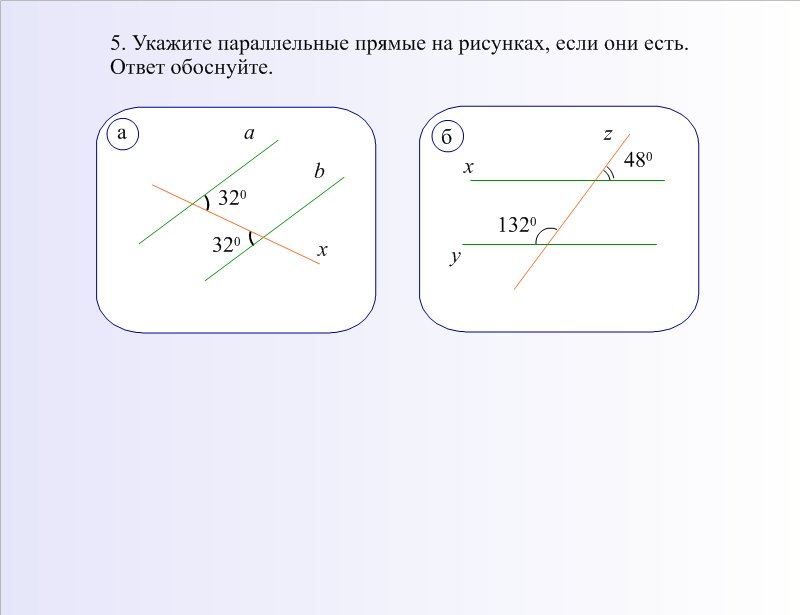 5. Укажите параллельные прямые на рисунках, если они есть.
Ответ обоснуйте.
а
a
b
32⁰
32⁰
x
б
z
x
48⁰
132⁰
y